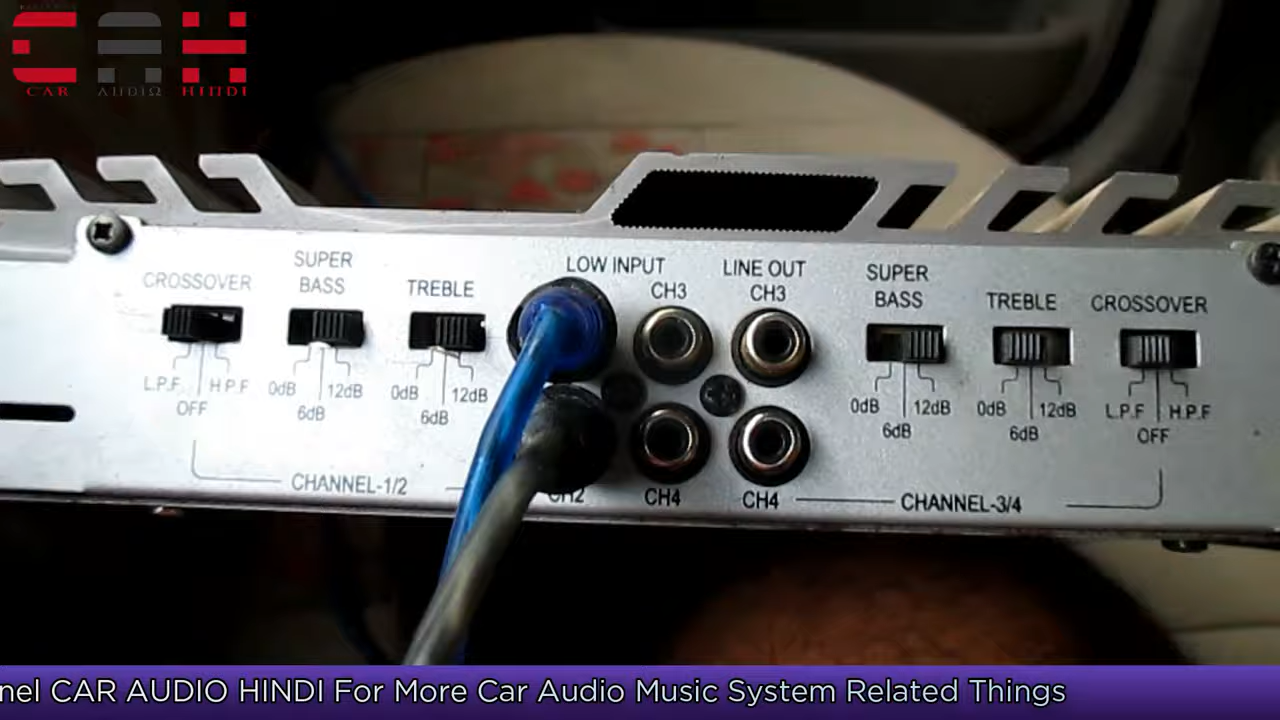 CAR AUDIO HINDI
CROSSOVER
SUPER
BASS
TREBLE
LOW INPUT
CH3
LINE OUT
CH3
SUPER
BASS
TREBLE
CROSSOVER
L.P.F
H.P.F
OFF
0dB
12dB
6dB
0dB
12dB
6dB
0dB
12dB
6dB
0dB
12dB
6dB
L.P.F
H.P.F
OFF
CHANNEL-1/2
CH2
CH4
CH4
CHANNEL-3/4
nel CAR AUDIO HINDI For More Car Audio Music System Related Things